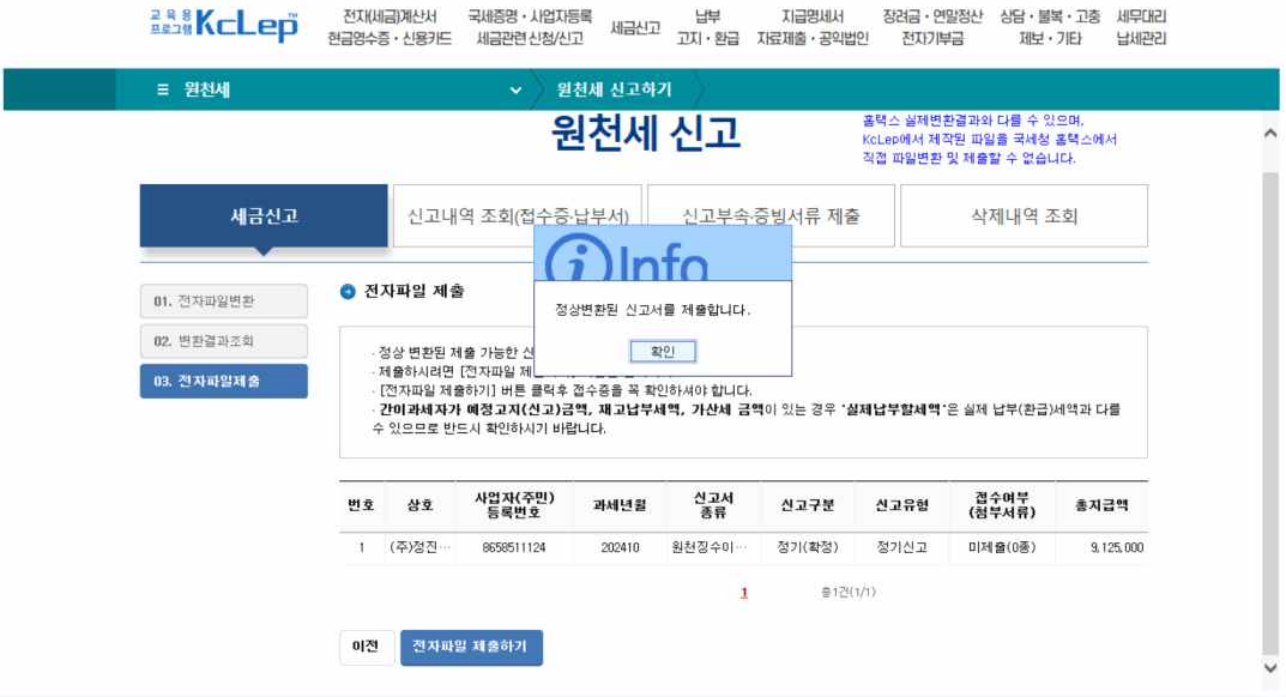 교육용
프로그램 KcLep™
전자(세금)계산서 국세증명·사업자등록 세금신고 납부 지급명세서 장려금·연말정산 상담·불복·고충 세무대리
현금영수증·신용카드 세금관련 신청/신고 고지·환급 자료제출·공익법인 전자기부금 제보·기타 납세관리
원천세 원천세 신고하기
원천세 신고
홈택스 실제변환결과와 다를 수 있으며,
KcLep에서 제작된 파일을 국세청 홈택스에서
직접 파일변환 및 제출할 수 없습니다.
세금신고 신고내역 조회(접수증·납부서) 신고부속·증빙서류 제출 삭제내역 조회
Info
정상변환된 신고서를 제출합니다.
확인
01. 전자파일변환
02. 변환결과조회
03. 전자파일제출
전자파일 제출
· 정상 변환된 제출 가능한 신
· 제출하시려면 [전자파일 제
· [전자파일 제출하기] 버튼 클릭후 접수증을 꼭 확인하셔야 합니다.
· 간이과세자가 예정고지(신고)금액, 재고납부세액, 가산세 금액이 있는 경우 '실제납부할세액'은 실제 납부(환급)세액과 다를
수 있으므로 반드시 확인하시기 바랍니다.
번호 상호 사업자(주민)등록번호 과세년월 신고서종류 신고구분 신고유형 접수여부(첨부서류) 총지급액
1 (주)정진··· 8658511124 202410 원천징수이··· 정기(확정) 정기신고 미제출(0종) 9,125,000
1 총1건(1/1)
이전 전자파일 제출하기